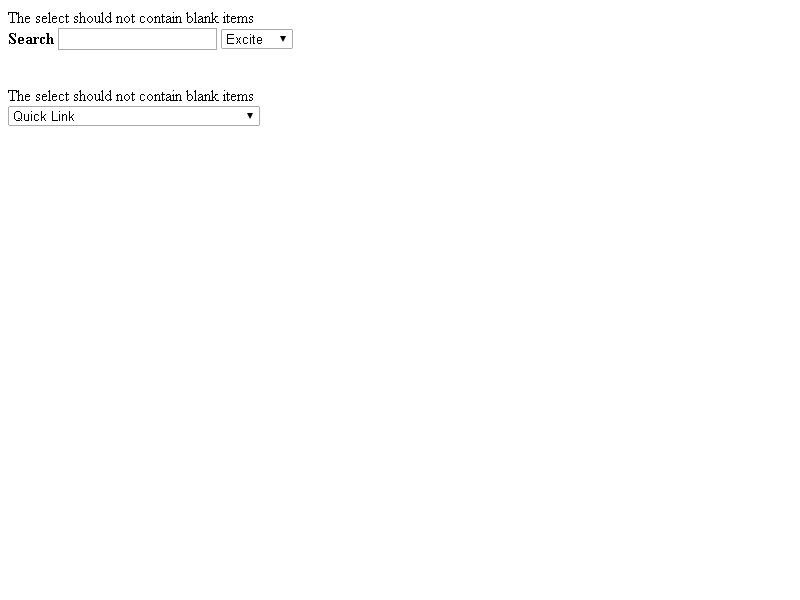 The select should not contain blank items
Search Excite
The select should not contain blank items
Quick Link